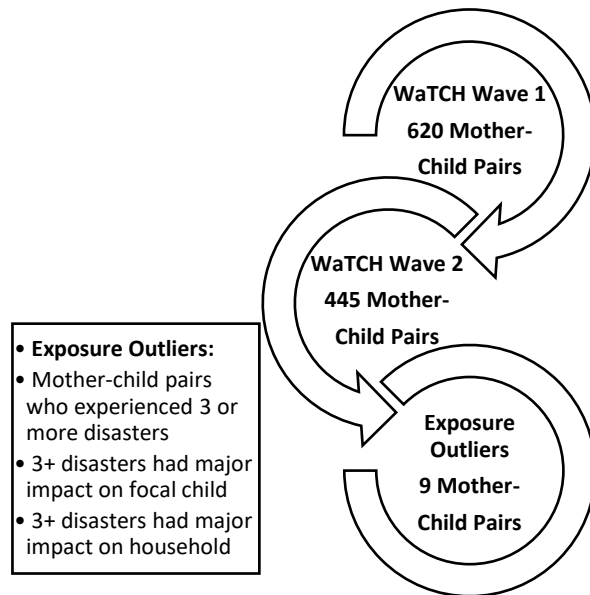 WaTCH Wave 1
620 Mother-
Child Pairs
WaTCH Wave 2
445 Mother-
Child Pairs
• Exposure Outliers:
• Mother-child pairs
who experienced 3 or
more disasters
• 3+ disasters had major
impact on focal child
• 3+ disasters had major
impact on household
Exposure
Outliers
9 Mother-
Child Pairs